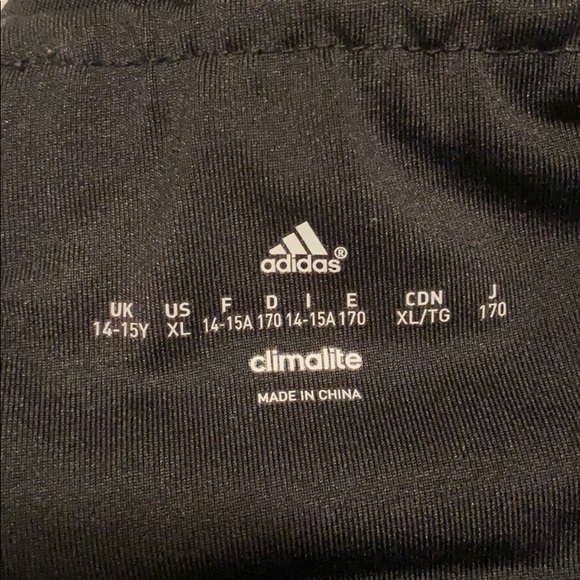 adidas®
UK US F D I E CDN J
14-15Y XL 14-15A 170 14-15A 170 XL/TG 170
climalite
MADE IN CHINA